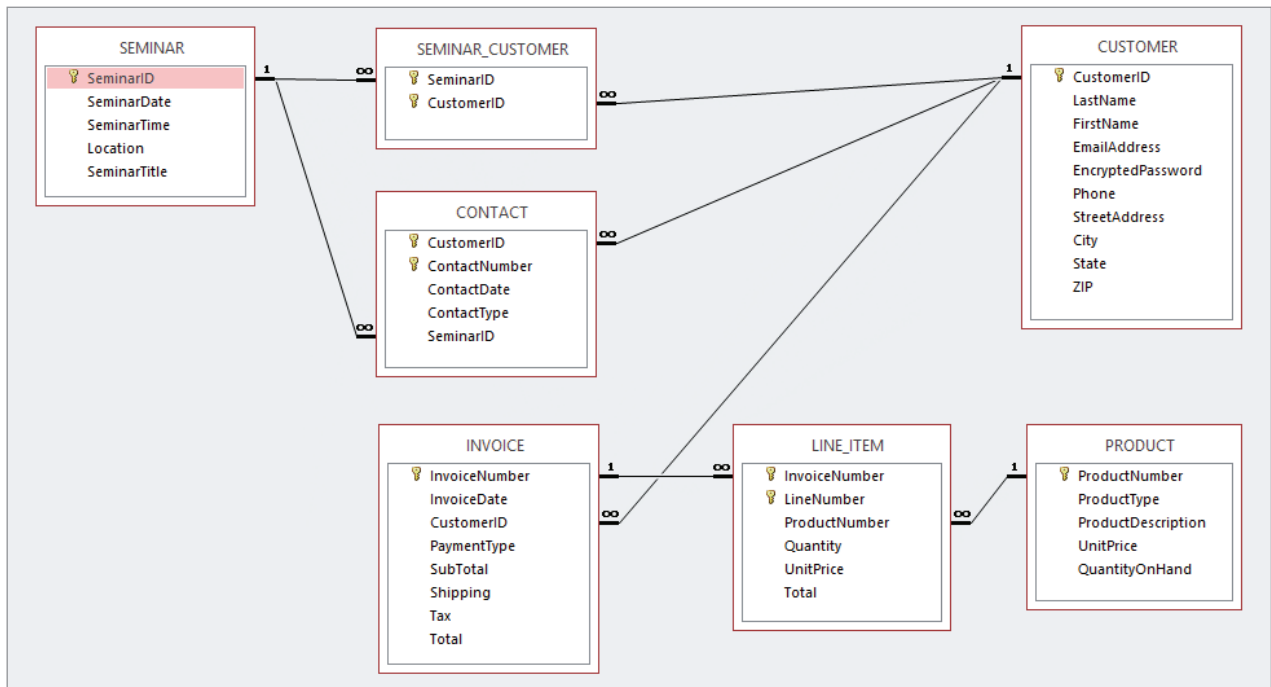 SEMINAR
SeminarID
SeminarDate
SeminarTime
Location
SeminarTitle
1
∞
∞
SEMINAR_CUSTOMER
SeminarID
CustomerID
∞
CONTACT
CustomerID
ContactNumber
ContactDate
ContactType
SeminarID
∞
CUSTOMER
CustomerID
LastName
FirstName
EmailAddress
EncryptedPassword
Phone
StreetAddress
City
State
ZIP
1
INVOICE
InvoiceNumber
InvoiceDate
CustomerID
PaymentType
SubTotal
Shipping
Tax
Total
1
∞
∞
LINE_ITEM
InvoiceNumber
LineNumber
ProductNumber
Quantity
UnitPrice
Total
∞
1
PRODUCT
ProductNumber
ProductType
ProductDescription
UnitPrice
QuantityOnHand